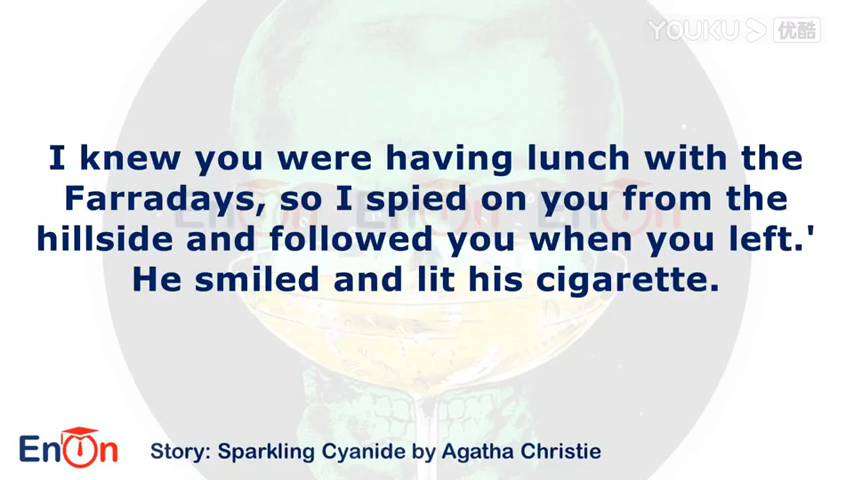 YOUKU 优酷
I knew you were having lunch with the
Farradays, so I spied on you from the
hillside and followed you when you left.'
He smiled and lit his cigarette.
EnOn
Story: Sparkling Cyanide by Agatha Christie